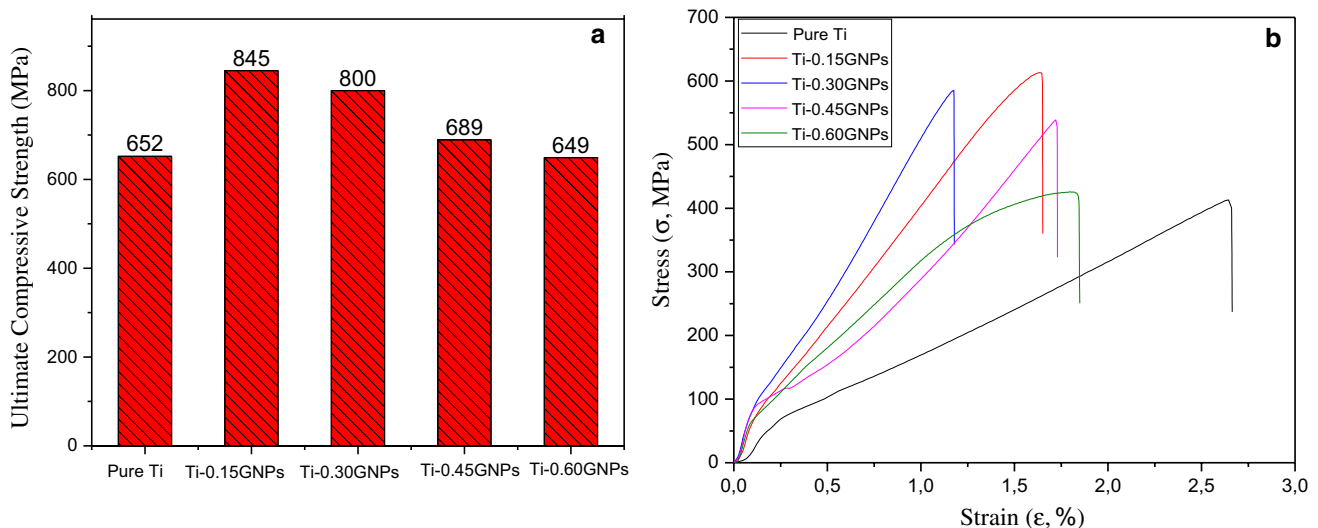 a
Ultimate Compressive Strength (MPa)
800
600
400
200
0
652
845
800
689
649
Pure Ti
Ti-0.15GNPs
Ti-0.30GNPs
Ti-0.45GNPs
Ti-0.60GNPs
b
Stress (σ, MPa)
700
600
500
400
300
200
100
0
Pure Ti
Ti-0.15GNPs
Ti-0.30GNPs
Ti-0.45GNPs
Ti-0.60GNPs
0,0
0,5
1,0
1,5
2,0
2,5
3,0
Strain (ε, %)